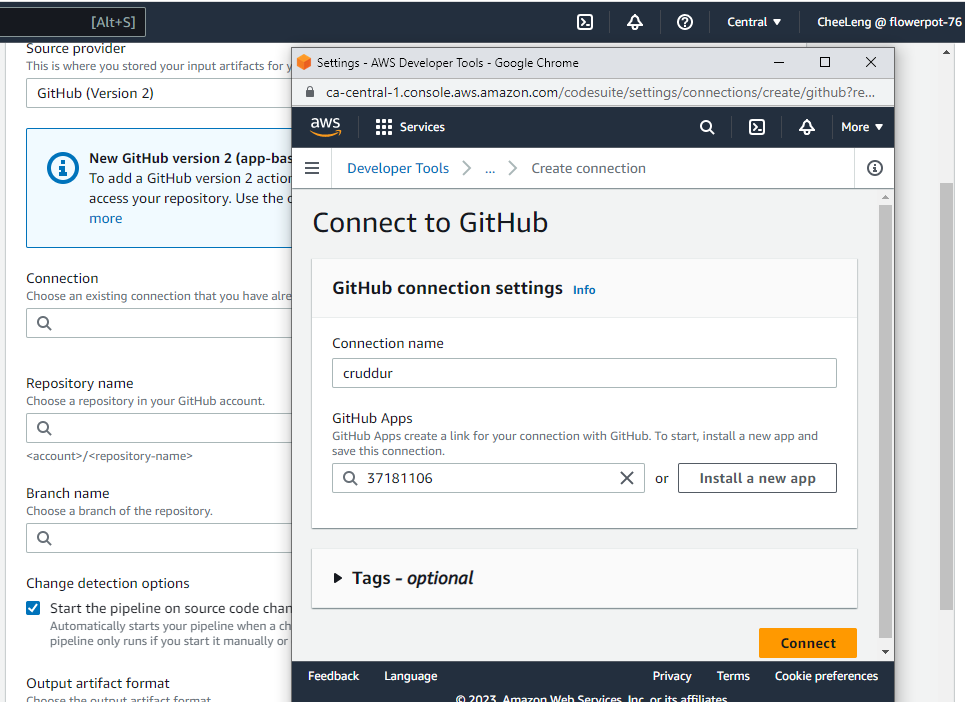 [Alt+S]
Central
CheeLeng @ flowerpot-76
Source provider
This is where you stored your input artifacts for
GitHub (Version 2)
New GitHub version 2 (app-bas
To add a GitHub version 2 action
access your repository. Use the
more
Connection
Choose an existing connection that you have alre
Repository name
Choose a repository in your GitHub account.
<account>/<repository-name>
Branch name
Choose a branch of the repository.
Change detection options
Start the pipeline on source code chan
Automatically starts your pipeline when a ch
pipeline only runs if you start it manually or
Output artifact format
Choose the output artifact format
Settings - AWS Developer Tools - Google Chrome
ca-central-1.console.aws.amazon.com/codesuite/settings/connections/create/github?re...
aws
Services
More
Developer Tools
...
Create connection
Connect to GitHub
GitHub connection settings Info
Connection name
cruddur
GitHub Apps
GitHub Apps create a link for your connection with GitHub. To start, install a new app and
save this connection.
37181106
or
Install a new app
Tags - optional
Connect
Feedback
Language
Privacy
Terms
Cookie preferences
© 2023, Amazon Web Services, Inc. or its affiliates.